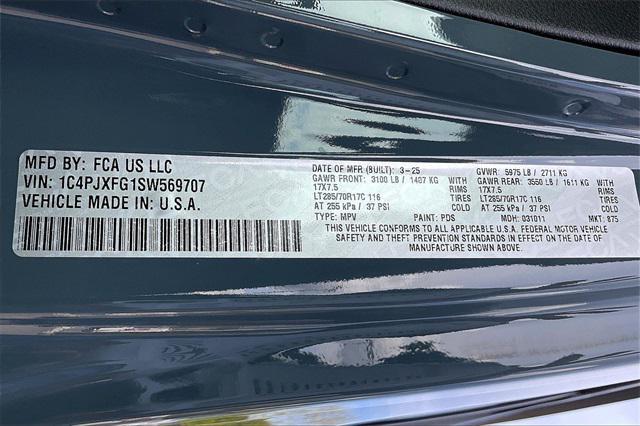 MFD BY: FCA US LLC
VIN: 1C4PJXFG1SW569707
VEHICLE MADE IN: U.S.A.
DATE OF MFR (BUILT): 3-25
GAWR FRONT: 3100 LB / 1407 KG
17X7.5 RIMS
LT285/70R17C 116 TIRES
AT 255 kPa / 37 PSI COLD
TYPE: MPV PAINT: PDS
GVWR: 5975 LB / 2711 KG
GAWR REAR: 3550 LB / 1611 KG
17X7.5 RIMS
LT285/70R17C 116 TIRES
AT 255 kPa / 37 PSI COLD
MDH: 031011 MKT: 975
THIS VEHICLE CONFORMS TO ALL APPLICABLE U.S.A. FEDERAL MOTOR VEHICLE
SAFETY AND THEFT PREVENTION STANDARDS IN EFFECT ON THE DATE OF
MANUFACTURE SHOWN ABOVE.